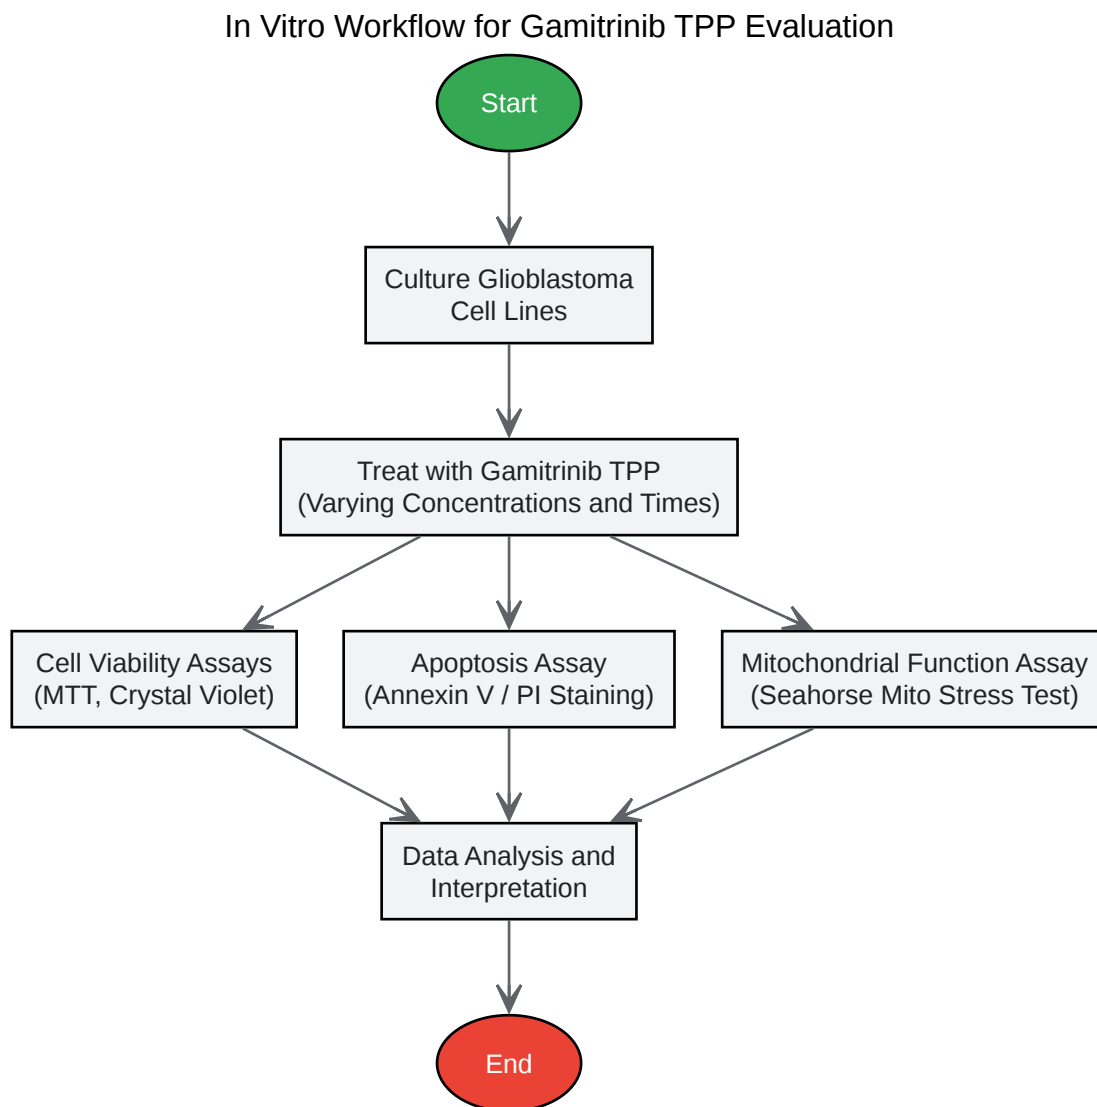 In Vitro Workflow for Gamitrinib TPP Evaluation
Start
Culture Glioblastoma
Cell Lines
Treat with Gamitrinib TPP
(Varying Concentrations and Times)
Cell Viability Assays
(MTT, Crystal Violet)
Apoptosis Assay
(Annexin V / PI Staining)
Mitochondrial Function Assay
(Seahorse Mito Stress Test)
Data Analysis and
Interpretation
End